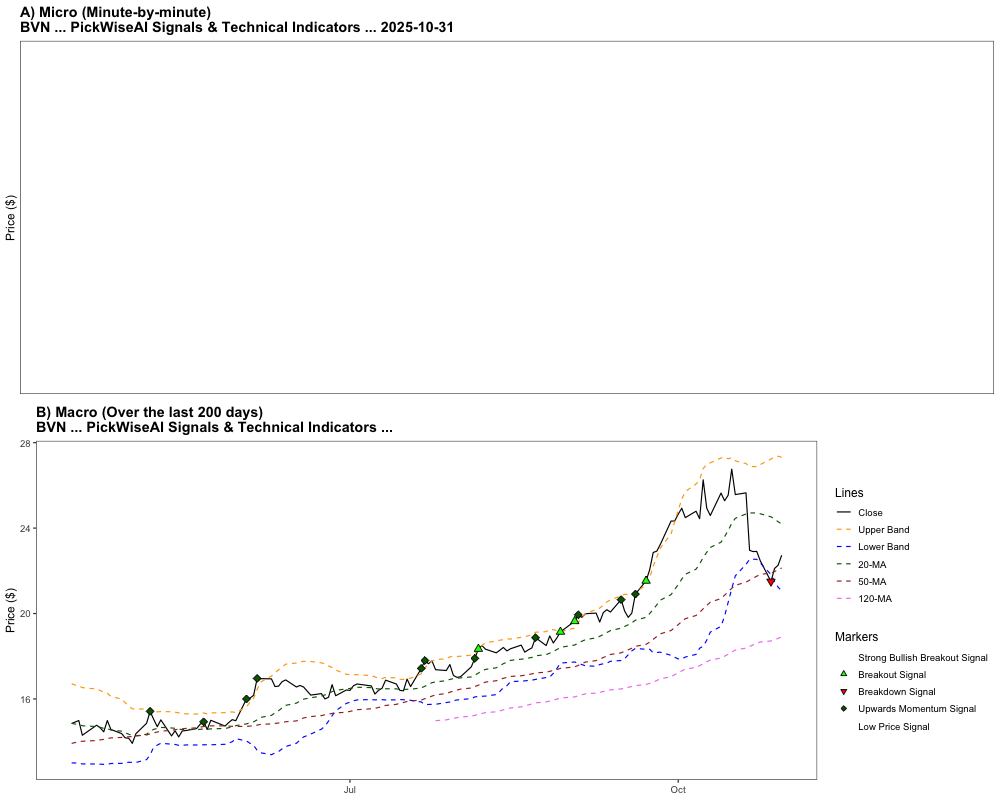 A) Micro (Minute-by-minute)
BVN ... PickWiseAI Signals & Technical Indicators ... 2025-10-31
Price ($)
B) Macro (Over the last 200 days)
BVN ... PickWiseAI Signals & Technical Indicators ...
Price ($)
28
24
20
16
Jul
Oct
Lines
Close
Upper Band
Lower Band
20-MA
50-MA
120-MA
Markers
Strong Bullish Breakout Signal
Breakout Signal
Breakdown Signal
Upwards Momentum Signal
Low Price Signal